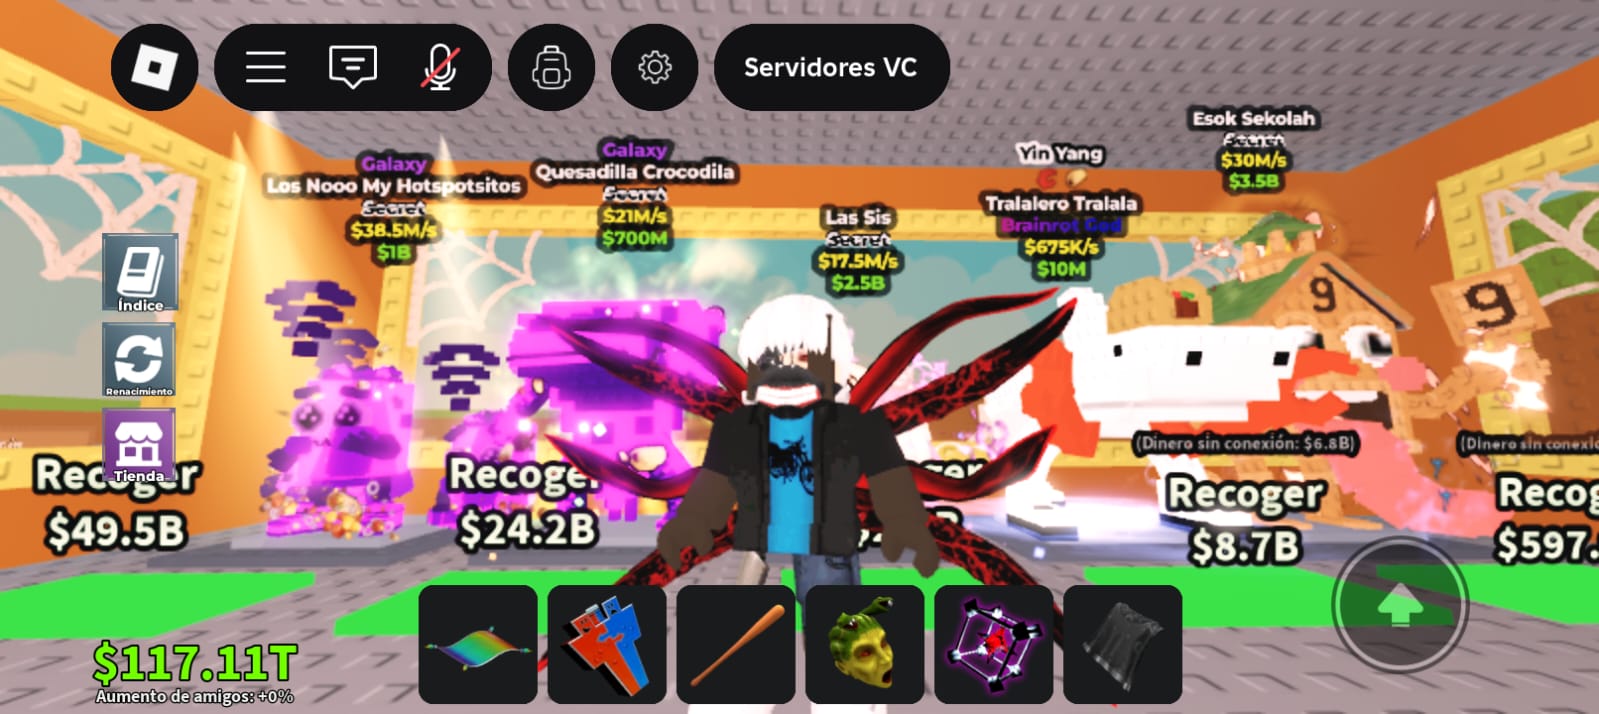 Servidores VC
Esok Sekolah
Secret
$30M/s
$3.5B
Yin Yang
Tralalero Tralala
Brainrot God
$675K/s
$10M
Galaxy
Quesadilla Crocodila
Secret
$21M/s
$700M
Galaxy
Los Nooo My Hotspotsitos
Secret
$38.5M/s
$1B
Las Sis
Secret
$17.5M/s
$2.5B
9
9
Índice
Renacimiento
Tienda
(Dinero sin conexión: $6.8B)
(Dinero sin conexio
Recoger
$49.5B
Recoger
$24.2B
Recoger
$8.7B
Recog
$597.
$117.11T
Aumento de amigos: +0%